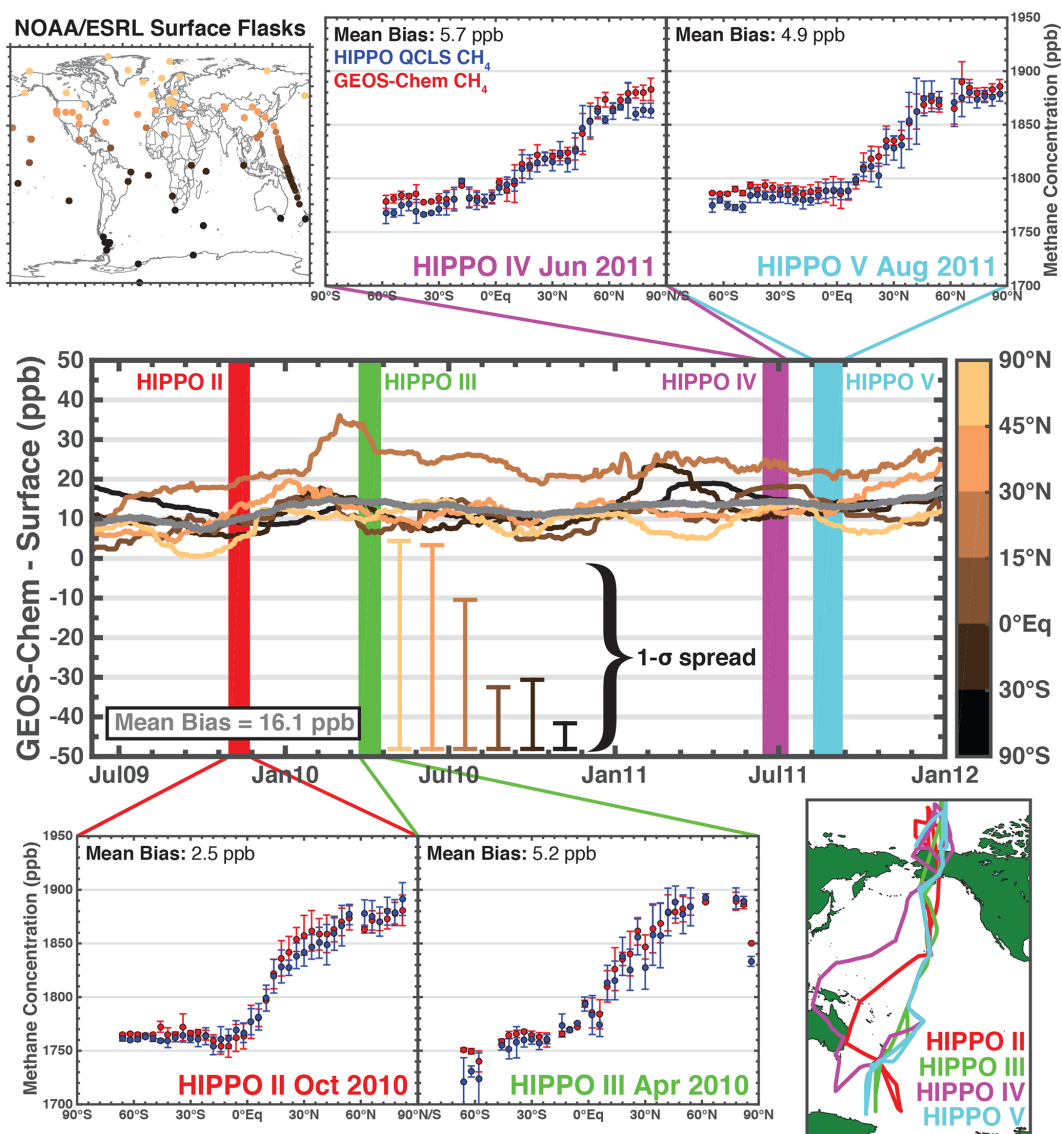 NOAA/ESRL Surface Flasks
Mean Bias: 5.7 ppb
HIPPO QCLS CH4
GEOS-Chem CH4
HIPPO IV Jun 2011
Mean Bias: 4.9 ppb
HIPPO V Aug 2011
1950
1900
1850
1800
1750
1700
Methane Concentration (ppb)
90°S 60°S 30°S 0°Eq 30°N 60°N 90°N/S 60°S 30°S 0°Eq 30°N 60°N 90°N
GEOS-Chem - Surface (ppb)
50
40
30
20
10
0
-10
-20
-30
-40
-50
HIPPO II
HIPPO III
HIPPO IV
HIPPO V
1-σ spread
Mean Bias = 16.1 ppb
Jul09 Jan10 Jul10 Jan11 Jul11 Jan12
90°N
45°N
30°N
15°N
0°Eq
30°S
90°S
Methane Concentration (ppb)
1950
1900
1850
1800
1750
1700
Mean Bias: 2.5 ppb
HIPPO II Oct 2010
Mean Bias: 5.2 ppb
HIPPO III Apr 2010
90°S 60°S 30°S 0°Eq 30°N 60°N 90°N/S 60°S 30°S 0°Eq 30°N 60°N 90°N
HIPPO II
HIPPO III
HIPPO IV
HIPPO V